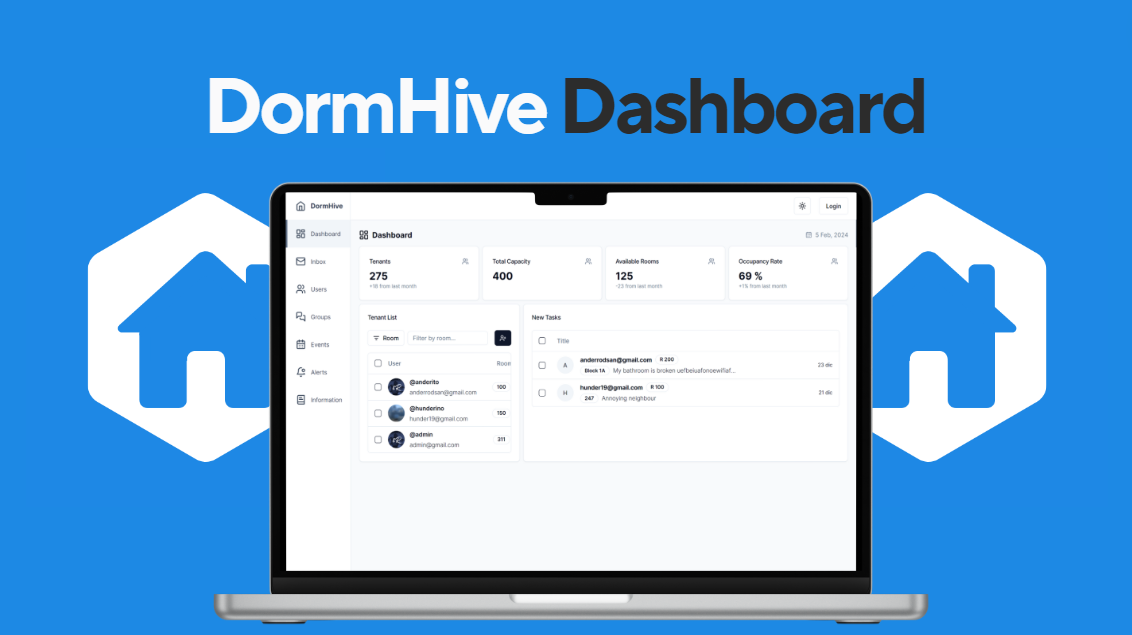 DormHive Dashboard
DormHive
Login
Dashboard
Inbox
Users
Groups
Events
Alerts
Information
Dashboard
5 Feb, 2024
Tenants
275
+18 from last month
Total Capacity
400
Available Rooms
125
-23 from last month
Occupancy Rate
69 %
+1% from last month
Tenant List
Room
Filter by room...
User
Room
@anderito
anderrodsan@gmail.com
100
@hunderino
hunder19@gmail.com
150
@admin
admin@gmail.com
311
New Tasks
Title
A
anderrodsan@gmail.com
R 200
Block 1A
My bathroom is broken uefbeiuafonoewillaf...
23 dic
H
hunder19@gmail.com
R 100
247
Annoying neighbour
21 dic